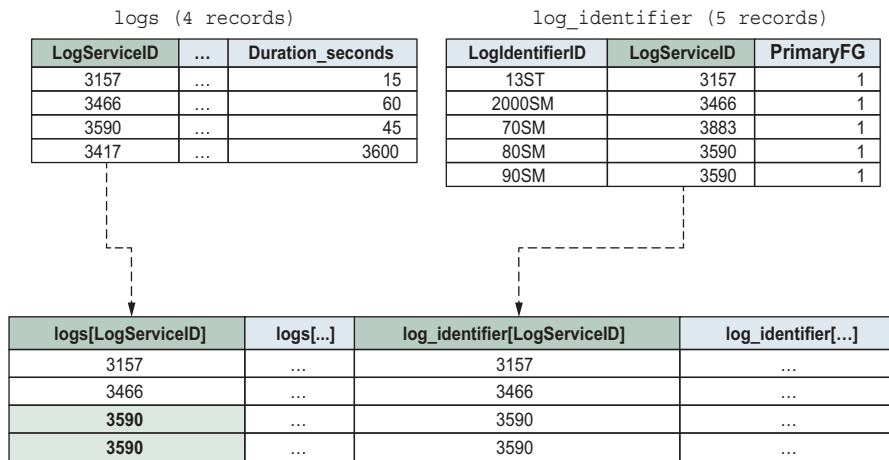 logs (4 records)
LogServiceID … Duration_seconds
3157 … 15
3466 … 60
3590 … 45
3417 … 3600
log_identifier (5 records)
LogIdentifierID LogServiceID PrimaryFG
13ST 3157 1
2000SM 3466 1
70SM 3883 1
80SM 3590 1
90SM 3590 1
logs[LogServiceID] logs[...] log_identifier[LogServiceID] log_identifier[…]
3157 … 3157 …
3466 … 3466 …
3590 … 3590 …
3590 … 3590 …